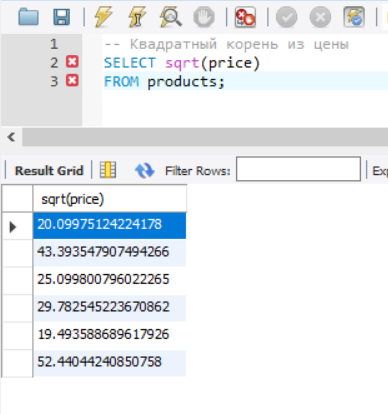 1 -- Квадратный корень из цены
2 SELECT sqrt(price)
3 FROM products;
Result Grid Filter Rows: Exp
sqrt(price)
20.09975124224178
43.393547907494266
25.099800796022265
29.782545223670862
19.493588689617926
52.44044240850758